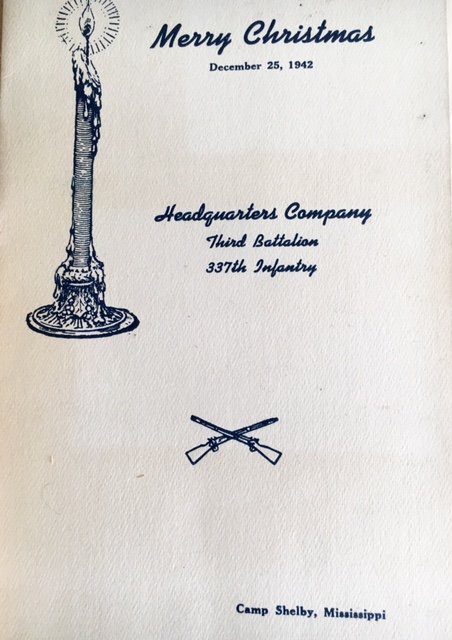 Merry Christmas
December 25, 1942
Headquarters Company
Third Battalion
337th Infantry
Camp Shelby, Mississippi